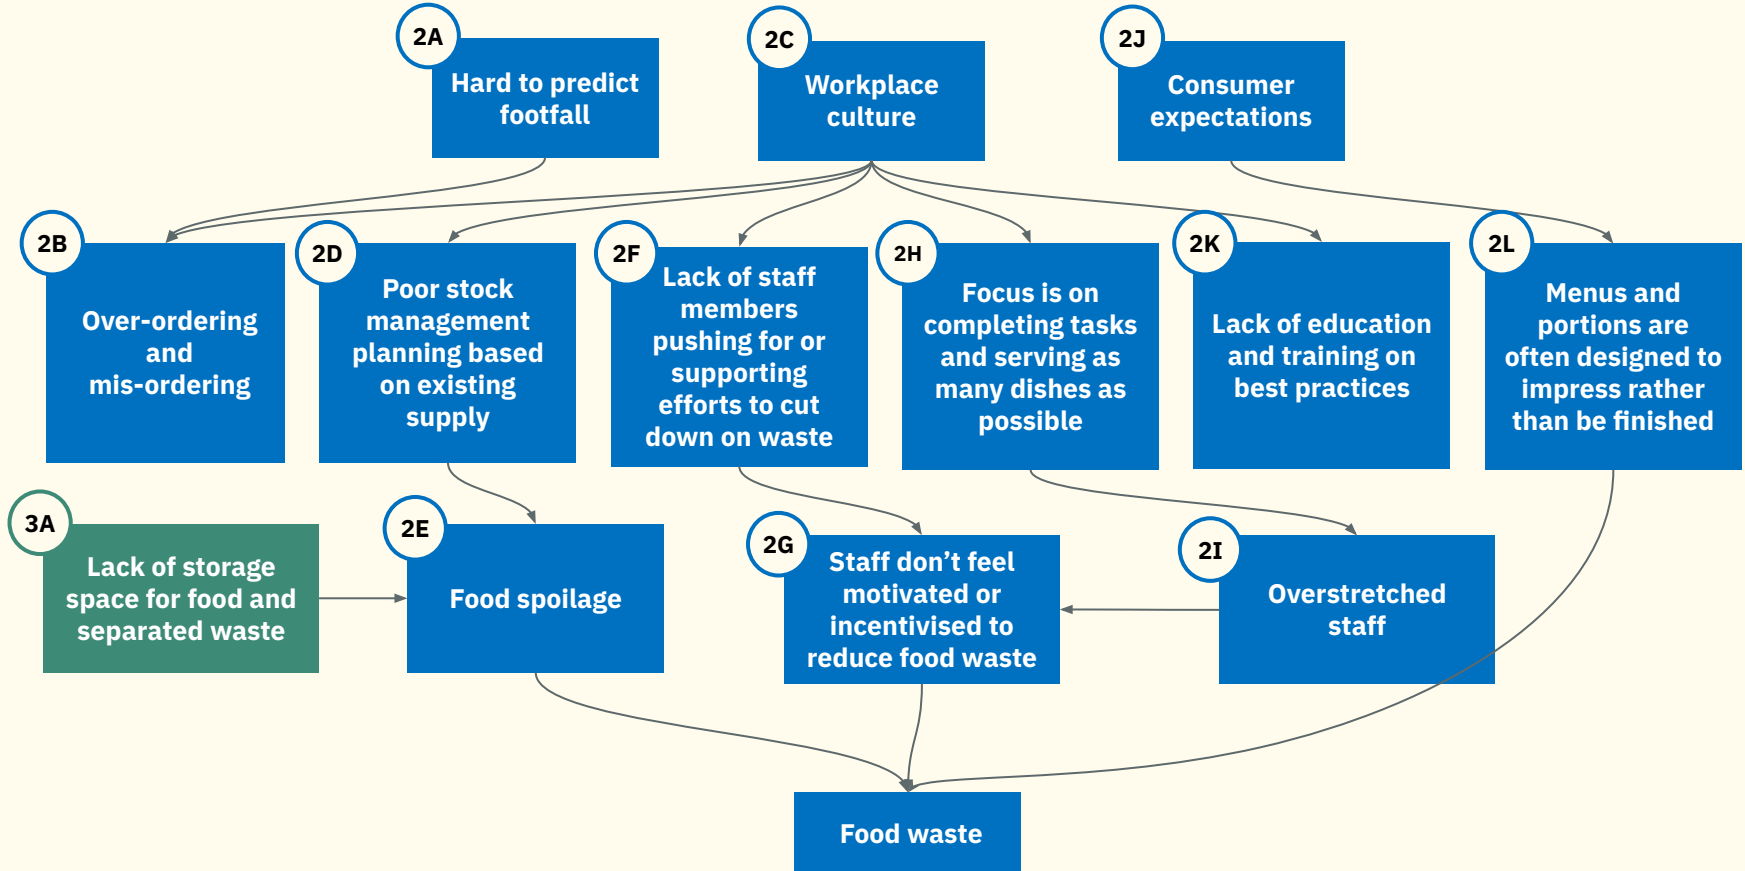 2A
Hard to predict
footfall
2C
Workplace
culture
2J
Consumer
expectations
2B
Over-ordering
and
mis-ordering
2D
Poor stock
management
planning based
on existing
supply
2F
Lack of staff
members
pushing for or
supporting
efforts to cut
down on waste
2H
Focus is on
completing tasks
and serving as
many dishes as
possible
2K
Lack of education
and training on
best practices
2L
Menus and
portions are
often designed to
impress rather
than be finished
3A
Lack of storage
space for food and
separated waste
2E
Food spoilage
2G
Staff don’t feel
motivated or
incentivised to
reduce food waste
2I
Overstretched
staff
Food waste